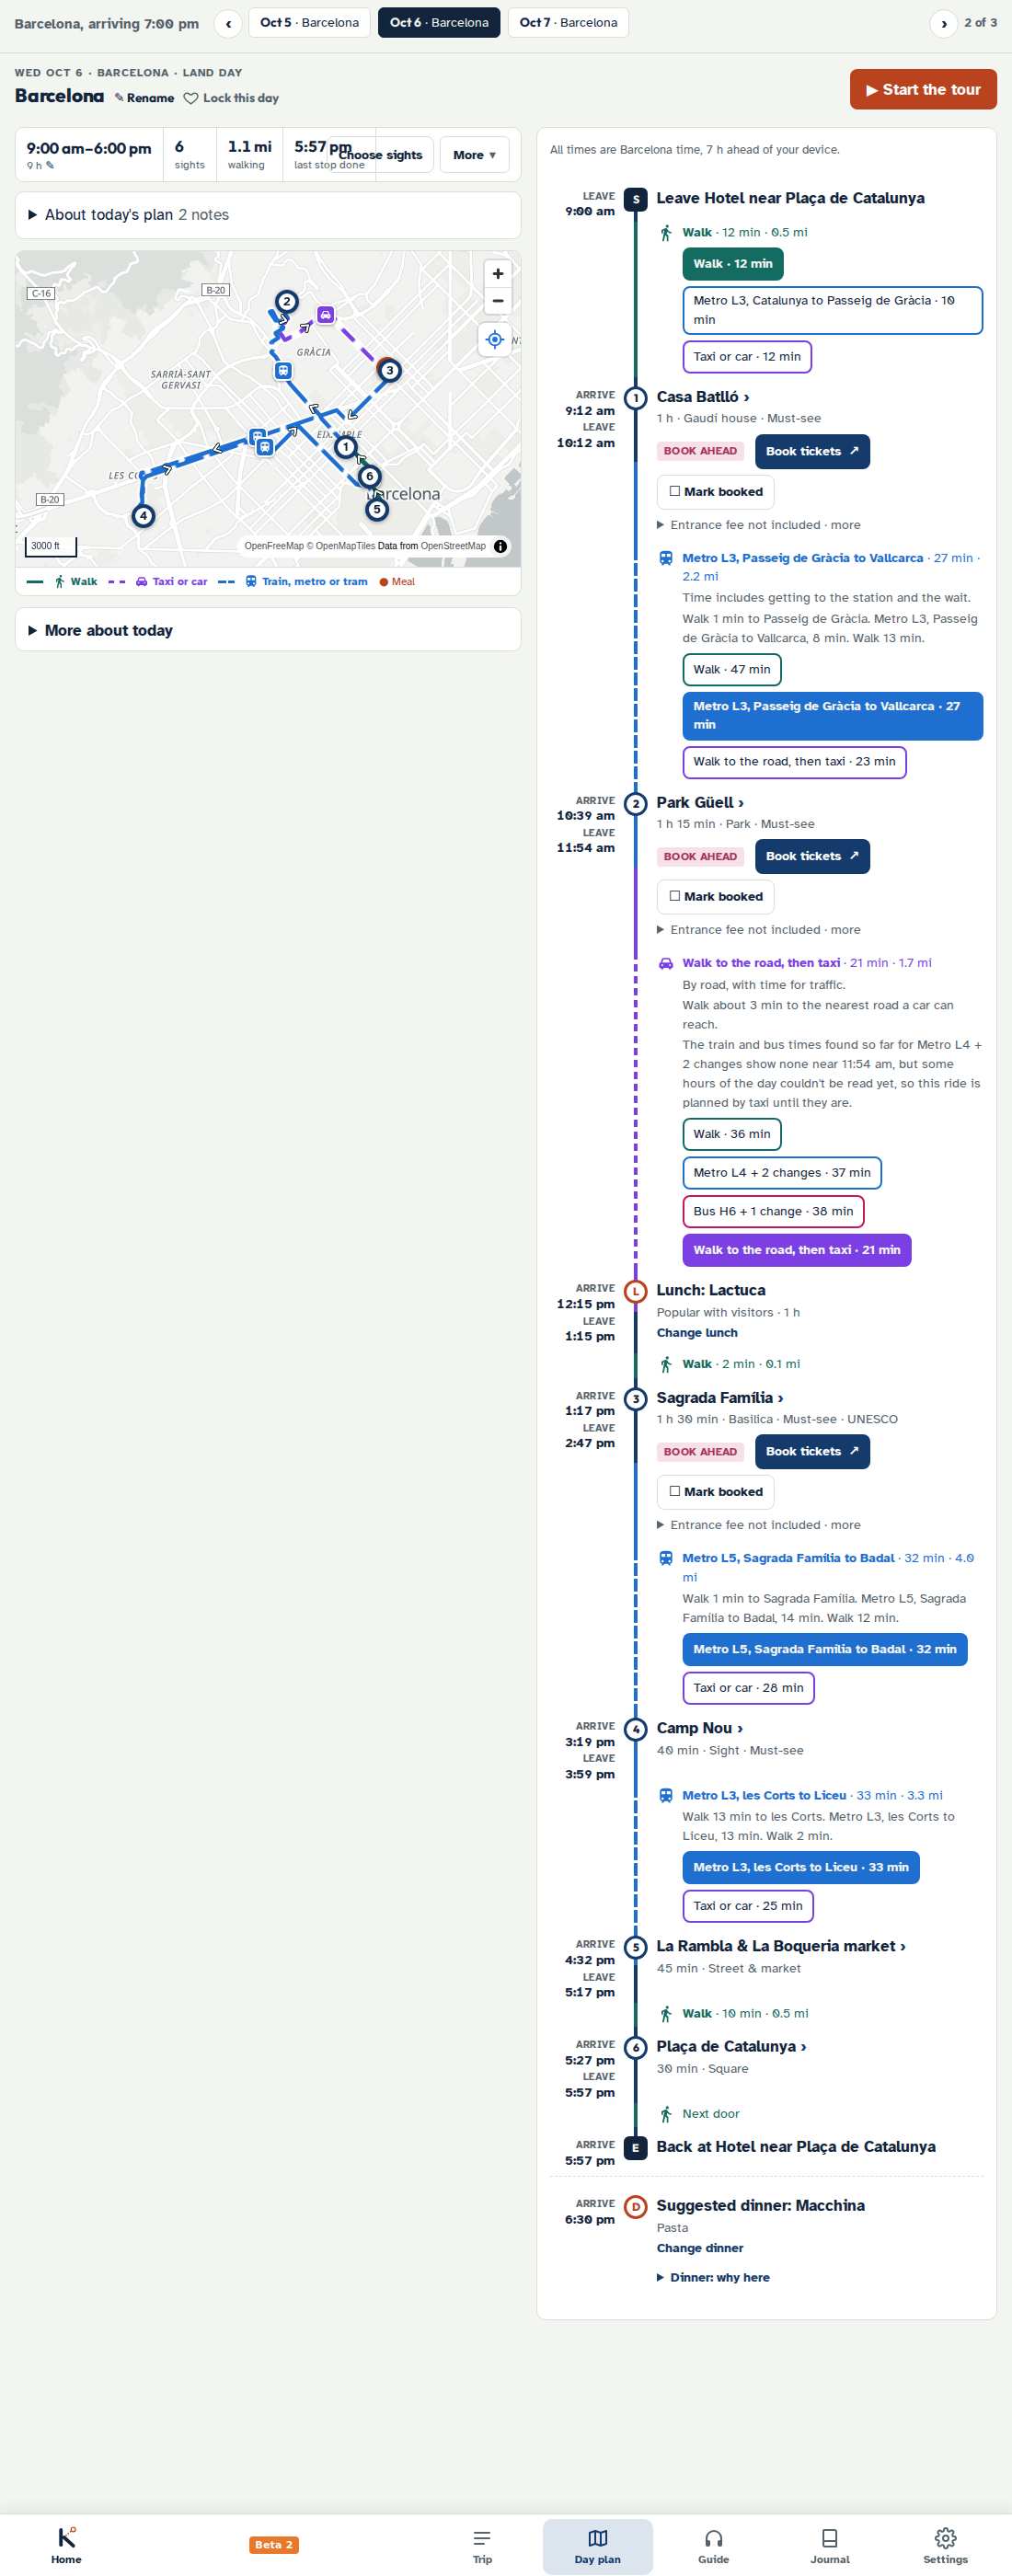 Barcelona, arriving 7:00 pm
‹
Oct 5 · Barcelona
Oct 6 · Barcelona
Oct 7 · Barcelona
›
2 of 3
WED OCT 6 · BARCELONA · LAND DAY
Barcelona ✎ Rename ♡ Lock this day
▶ Start the tour
9:00 am–6:00 pm
9 h ✎
6
sights
1.1 mi
walking
5:57 pm
last stop done
Choose sights
More ▾
▶ About today's plan 2 notes
C-16
B-20
2
GRÀCIA
3
SARRIÀ-SANT
GERVASI
1
6
5
4
B-20
+
−
3000 ft
OpenFreeMap © OpenMapTiles Data from OpenStreetMap
Walk
Taxi or car
Train, metro or tram
Meal
▶ More about today
All times are Barcelona time, 7 h ahead of your device.
LEAVE
9:00 am
S
Leave Hotel near Plaça de Catalunya
Walk · 12 min · 0.5 mi
Walk · 12 min
Metro L3, Catalunya to Passeig de Gràcia · 10
min
Taxi or car · 12 min
ARRIVE
9:12 am
LEAVE
10:12 am
1
Casa Batlló ›
1 h · Gaudí house · Must-see
BOOK AHEAD
Book tickets ↗
☐ Mark booked
▶ Entrance fee not included · more
Metro L3, Passeig de Gràcia to Vallcarca · 27 min ·
2.2 mi
Time includes getting to the station and the wait.
Walk 1 min to Passeig de Gràcia. Metro L3, Passeig
de Gràcia to Vallcarca, 8 min. Walk 13 min.
Walk · 47 min
Metro L3, Passeig de Gràcia to Vallcarca · 27
min
Walk to the road, then taxi · 23 min
ARRIVE
10:39 am
LEAVE
11:54 am
2
Park Güell ›
1 h 15 min · Park · Must-see
BOOK AHEAD
Book tickets ↗
☐ Mark booked
▶ Entrance fee not included · more
Walk to the road, then taxi · 21 min · 1.7 mi
By road, with time for traffic.
Walk about 3 min to the nearest road a car can
reach.
The train and bus times found so far for Metro L4 +
2 changes show none near 11:54 am, but some
hours of the day couldn't be read yet, so this ride is
planned by taxi until they are.
Walk · 36 min
Metro L4 + 2 changes · 37 min
Bus H6 + 1 change · 38 min
Walk to the road, then taxi · 21 min
ARRIVE
12:15 pm
LEAVE
1:15 pm
L
Lunch: Lactuca
Popular with visitors · 1 h
Change lunch
Walk · 2 min · 0.1 mi
ARRIVE
1:17 pm
LEAVE
2:47 pm
3
Sagrada Família ›
1 h 30 min · Basilica · Must-see · UNESCO
BOOK AHEAD
Book tickets ↗
☐ Mark booked
▶ Entrance fee not included · more
Metro L5, Sagrada Família to Badal · 32 min · 4.0
mi
Walk 1 min to Sagrada Família. Metro L5, Sagrada
Família to Badal, 14 min. Walk 12 min.
Metro L5, Sagrada Família to Badal · 32 min
Taxi or car · 28 min
ARRIVE
3:19 pm
LEAVE
3:59 pm
4
Camp Nou ›
40 min · Sight · Must-see
Metro L3, les Corts to Liceu · 33 min · 3.3 mi
Walk 13 min to les Corts. Metro L3, les Corts to
Liceu, 13 min. Walk 2 min.
Metro L3, les Corts to Liceu · 33 min
Taxi or car · 25 min
ARRIVE
4:32 pm
LEAVE
5:17 pm
5
La Rambla & La Boqueria market ›
45 min · Street & market
Walk · 10 min · 0.5 mi
ARRIVE
5:27 pm
LEAVE
5:57 pm
6
Plaça de Catalunya ›
30 min · Square
Next door
ARRIVE
5:57 pm
E
Back at Hotel near Plaça de Catalunya
ARRIVE
6:30 pm
D
Suggested dinner: Macchina
Pasta
Change dinner
▶ Dinner: why here
Home
Beta 2
Trip
Day plan
Guide
Journal
Settings